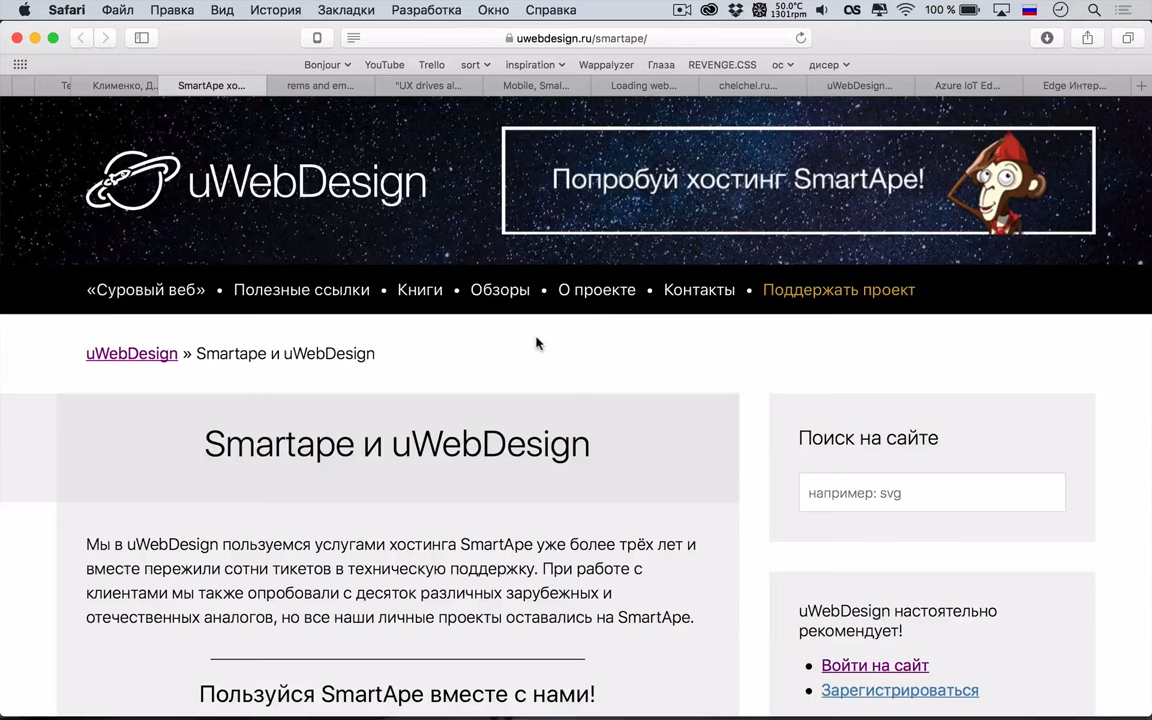 Safari Файл Правка Вид История Закладки Разработка Окно Справка 50.0°C 1301rpm 100 %
uwebdesign.ru/smartape/
Bonjour YouTube Trello sort inspiration Wappalyzer Глаза REVENGE.CSS ос дисер
Те Клименко, Д.. SmartApe хо... rems and em... "UX drives al... Mobile, Smal... Loading web... chelchel.ru... uWebDesign... Azure IoT Ed... Edge Интер...
uWebDesign
Попробуй хостинг SmartApe!
«Суровый веб» • Полезные ссылки • Книги • Обзоры • О проекте • Контакты • Поддержать проект
uWebDesign » Smartape и uWebDesign
Smartape и uWebDesign
Мы в uWebDesign пользуемся услугами хостинга SmartApe уже более трёх лет и
вместе пережили сотни тикетов в техническую поддержку. При работе с
клиентами мы также опробовали с десяток различных зарубежных и
отечественных аналогов, но все наши личные проекты оставались на SmartApe.
Пользуйся SmartApe вместе с нами!
Поиск на сайте
например: svg
uWebDesign настоятельно
рекомендует!
• Войти на сайт
• Зарегистрироваться